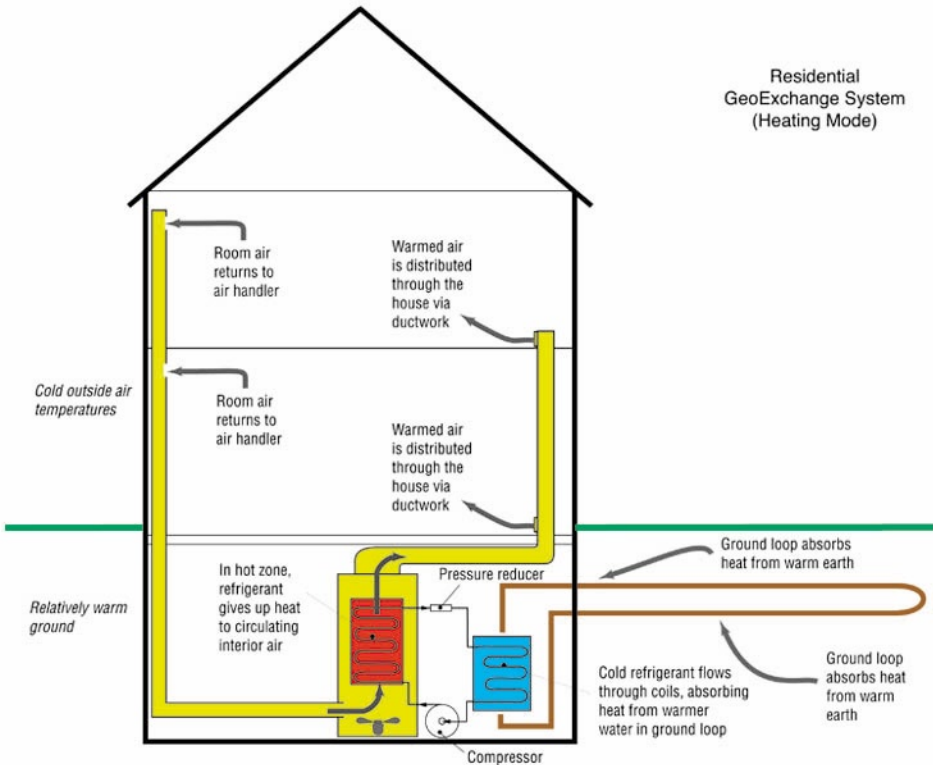 Residential
GeoExchange System
(Heating Mode)
Room air
returns to
air handler
Warmed air
is distributed
through the
house via
ductwork
Cold outside air
temperatures
Room air
returns to
air handler
Warmed air
is distributed
through the
house via
ductwork
Ground loop absorbs
heat from warm earth
In hot zone,
refrigerant
gives up heat
to circulating
interior air
Pressure reducer
Relatively warm
ground
Cold refrigerant flows
through coils, absorbing
heat from warmer
water in ground loop
Ground loop
absorbs heat
from warm
earth
Compressor